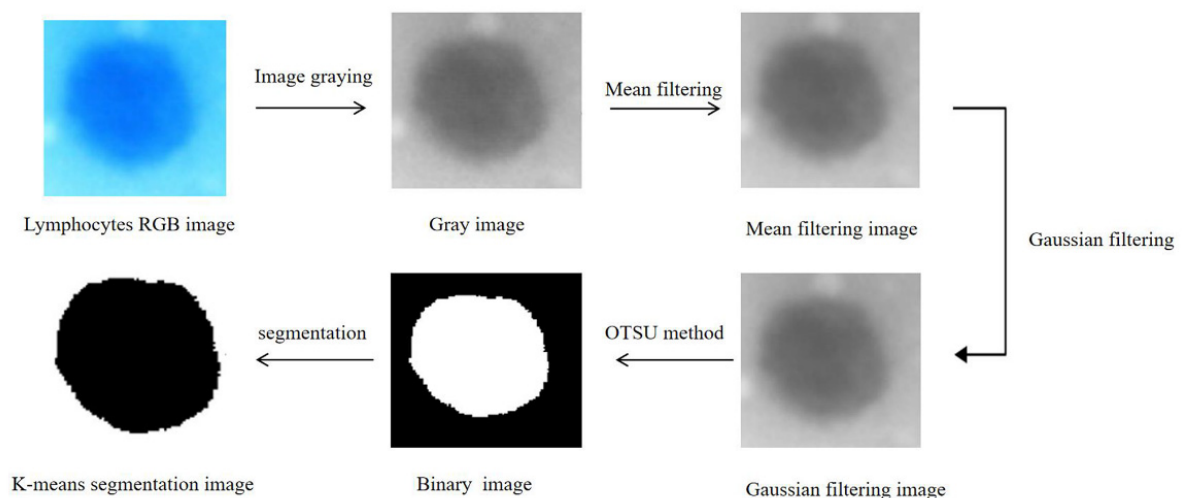 Image graying
Mean filtering
Lymphocytes RGB image
Gray image
Mean filtering image
Gaussian filtering
segmentation
OTSU method
K-means segmentation image
Binary image
Gaussian filtering image